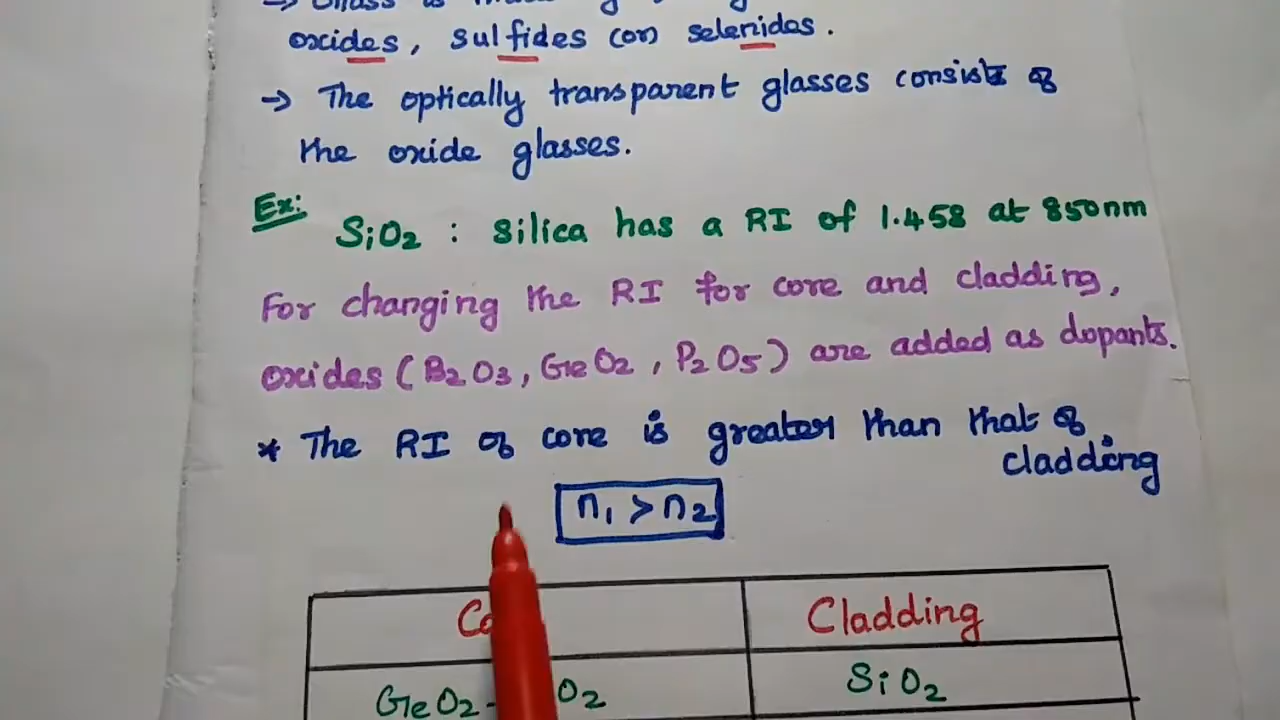 oxides, sulfides (or) selenides.
→ The optically transparent glasses consists of
the oxide glasses.
Ex:
SiO2 : Silica has a RI of 1.458 at 850nm
For changing the RI for core and cladding,
oxides (B2O3, GeO2, P2O5) are added as dopants.
* The RI of core is greater than that of
cladding
n1 > n2
Cladding
GeO2- O2
SiO2